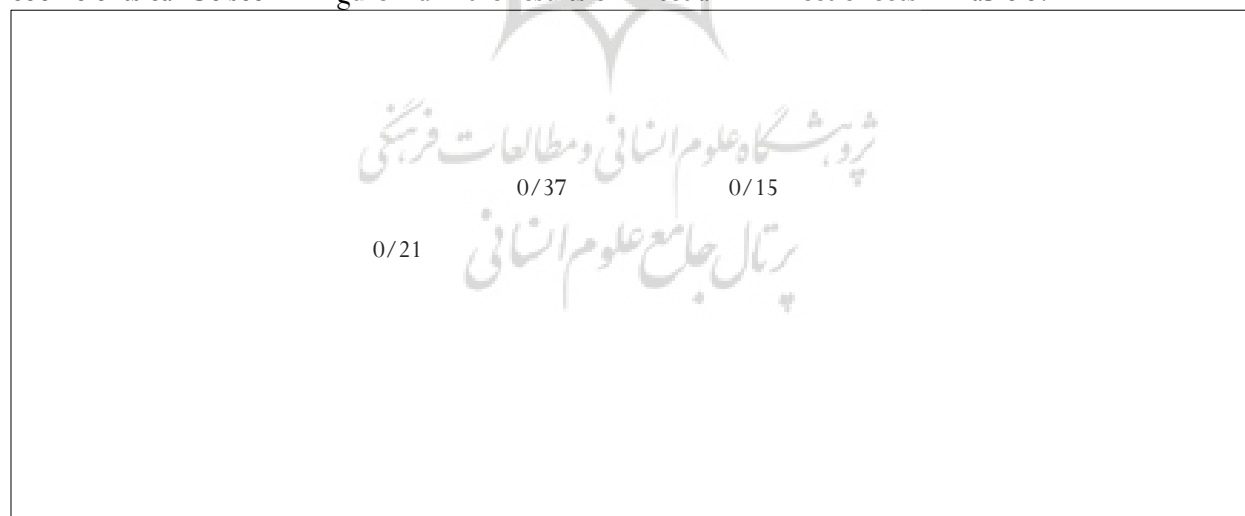 پژوهشگاه علوم انسانی و مطالعات فرهنگی
0/37 0/15
0/21
پرتال جامع علوم انسانی